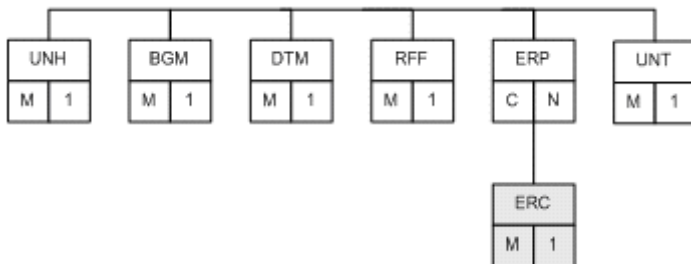 UNH BGM DTM RFF ERP UNT
M 1 M 1 M 1 M 1 C N M 1
ERC
M 1